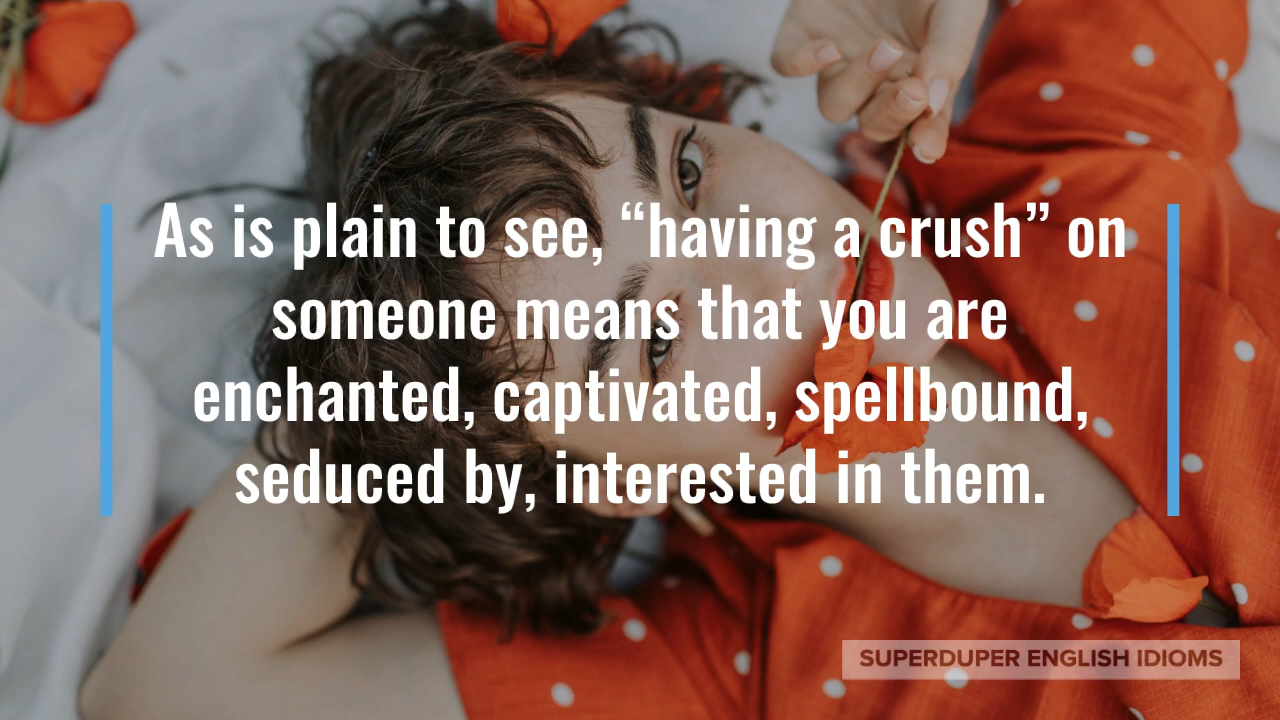 As is plain to see, “having a crush” on
someone means that you are
enchanted, captivated, spellbound,
seduced by, interested in them.
SUPERDUPER ENGLISH IDIOMS